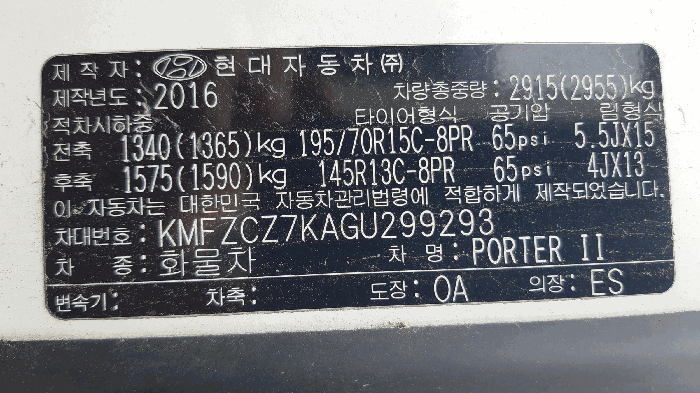 제 작 자 : 현대자동차㈜
제작년도 : 2016 차량총중량 : 2915(2955)kg
적차시하중 타이어형식 공기압 림형식
전축 1340(1365)kg 195/70R15C-8PR 65psi 5.5JX15
후축 1575(1590)kg 145R13C-8PR 65psi 4JX13
이 자동차는 대한민국 자동차관리법령에 적합하게 제작되었습니다.
차대번호 : KMFZCZ7KAGU299293
차 종 : 화물차 차 명 : PORTER II
변속기 : 차축 : 도장 : OA 의장 : ES